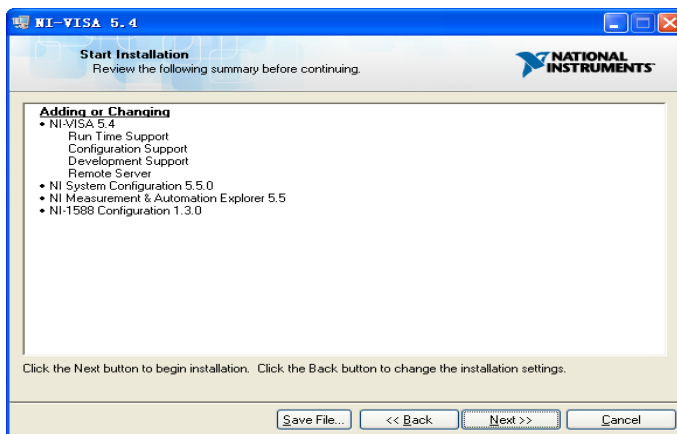 NI-VISA 5.4
Start Installation
Review the following summary before continuing.
NATIONAL
INSTRUMENTS
Adding or Changing
• NI-VISA 5.4
Run Time Support
Configuration Support
Development Support
Remote Server
• NI System Configuration 5.5.0
• NI Measurement & Automation Explorer 5.5
• NI-1588 Configuration 1.3.0
Click the Next button to begin installation. Click the Back button to change the installation settings.
Save File... << Back Next >> Cancel